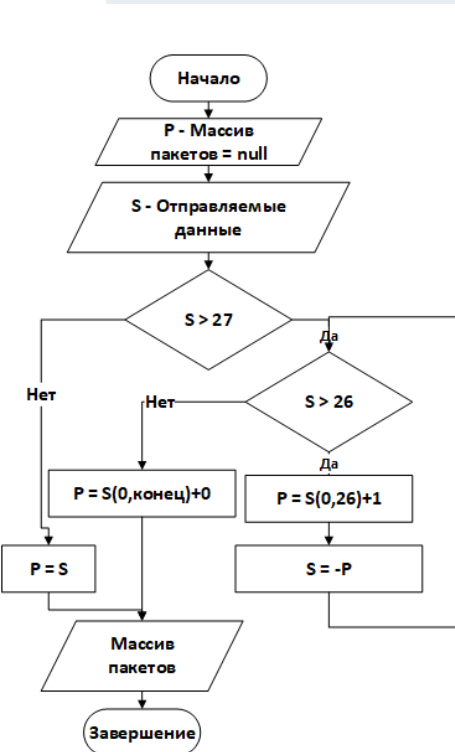 Начало
P - Массив
пакетов = null
S - Отправляемые
данные
S > 27
Да
Нет
Нет
S > 26
Да
P = S(0,конец)+0
P = S(0,26)+1
P = S
S = -P
Массив
пакетов
Завершение